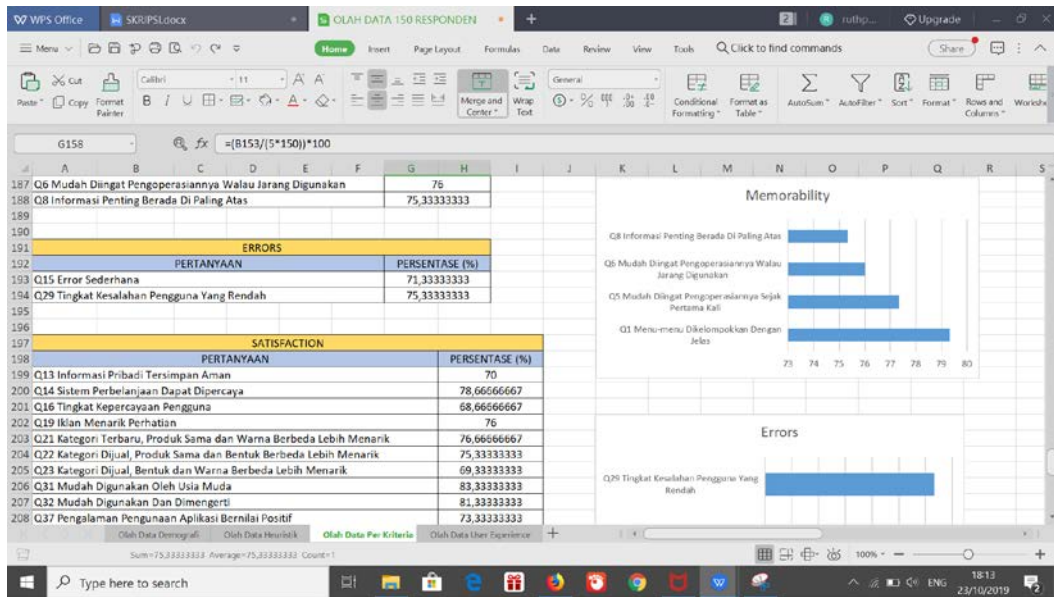 WPS Office SKRIPSI.docx OLAH DATA 150 RESPONDEN 2 ruthp... Upgrade
Menu Home Insert Page Layout Formulas Data Review View Tools Click to find commands Share
Paste Cut Copy Format Painter Calibri 11 Merge and Center Wrap Text General Conditional Formatting Format as Table AutoSum AutoFilter Sort Format Rows and Columns Worksh
G158 fx =(B153/(5*150))*100
A B C D E F G H I J K L M N O P Q R S
187 Q6 Mudah Diingat Pengoperasiannya Walau Jarang Digunakan 76
188 Q8 Informasi Penting Berada Di Paling Atas 75,33333333
189
190
191 ERRORS
192 PERTANYAAN PERSENTASE (%)
193 Q15 Error Sederhana 71,33333333
194 Q29 Tingkat Kesalahan Pengguna Yang Rendah 75,33333333
195
196
197 SATISFACTION
198 PERTANYAAN PERSENTASE (%)
199 Q13 Informasi Pribadi Tersimpan Aman 70
200 Q14 Sistem Perbelanjaan Dapat Dipercaya 78,66666667
201 Q16 Tingkat Kepercayaan Pengguna 68,66666667
202 Q19 Iklan Menarik Perhatian 76
203 Q21 Kategori Terbaru, Produk Sama dan Warna Berbeda Lebih Menarik 76,66666667
204 Q22 Kategori Dijual, Produk Sama dan Bentuk Berbeda Lebih Menarik 75,33333333
205 Q23 Kategori Dijual, Bentuk dan Warna Berbeda Lebih Menarik 69,33333333
206 Q31 Mudah Digunakan Oleh Usia Muda 83,33333333
207 Q32 Mudah Digunakan Dan Dimengerti 81,33333333
208 Q37 Pengalaman Pengunaan Aplikasi Bernilai Positif 73,33333333
Memorability
Q8 Informasi Penting Berada Di Paling Atas
Q6 Mudah Diingat Pengoperasiannya Walau
Jarang Digunakan
Q5 Mudah Diingat Pengoperasiannya Sejak
Pertama Kali
Q1 Menu-menu Dikelompokkan Dengan
Jelas
73 74 75 76 77 78 79 80
Errors
Q29 Tingkat Kesalahan Pengguna Yang
Rendah
Olah Data Demografi Olah Data Heuristik Olah Data Per Kriteria Olah Data User Experience
Sum=75,33333333 Average=75,33333333 Count=1 100%
Type here to search ENG 18:13
23/10/2019 2